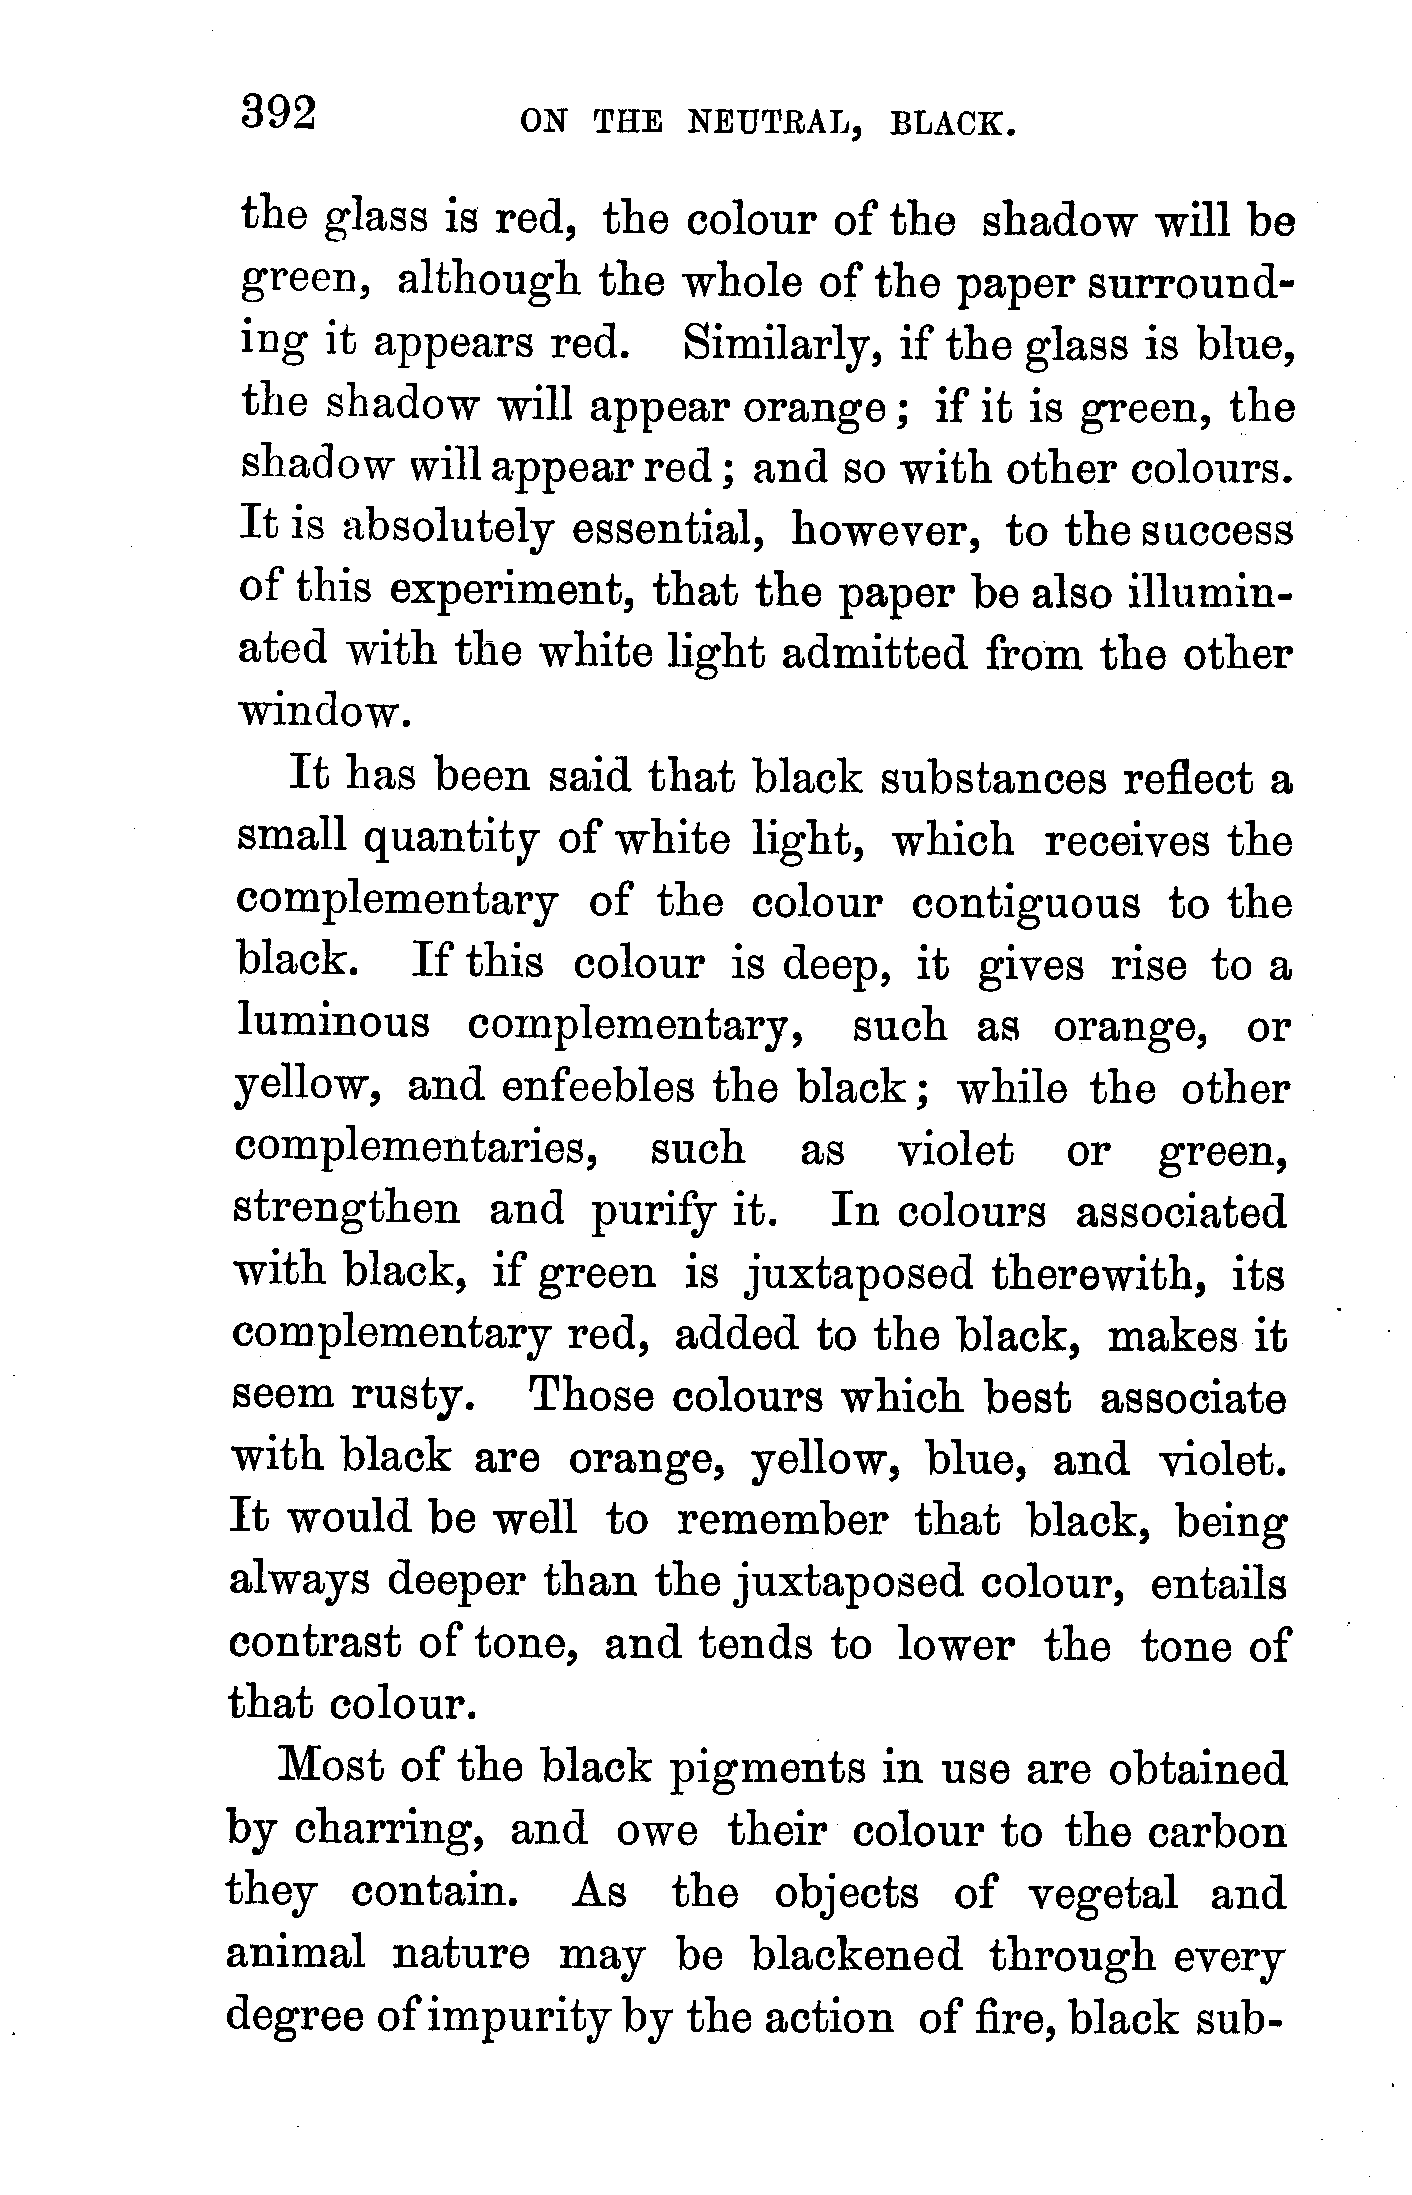 392 ON THE NEUTRAL, BLACK.
the glass is red, the colour of the shadow will be
green, although the whole of the paper surround-
ing it appears red. Similarly, if the glass is blue,
the shadow will appear orange; if it is green, the
shadow will appear red; and so with other colours.
It is absolutely essential, however, to the success
of this experiment, that the paper be also illumin-
ated with the white light admitted from the other
window.
It has been said that black substances reflect a
small quantity of white light, which receives the
complementary of the colour contiguous to the
black. If this colour is deep, it gives rise to a
luminous complementary, such as orange, or
yellow, and enfeebles the black; while the other
complementaries, such as violet or green,
strengthen and purify it. In colours associated
with black, if green is juxtaposed therewith, its
complementary red, added to the black, makes it
seem rusty. Those colours which best associate
with black are orange, yellow, blue, and violet.
It would be well to remember that black, being
always deeper than the juxtaposed colour, entails
contrast of tone, and tends to lower the tone of
that colour.
Most of the black pigments in use are obtained
by charring, and owe their colour to the carbon
they contain. As the objects of vegetal and
animal nature may be blackened through every
degree of impurity by the action of fire, black sub-